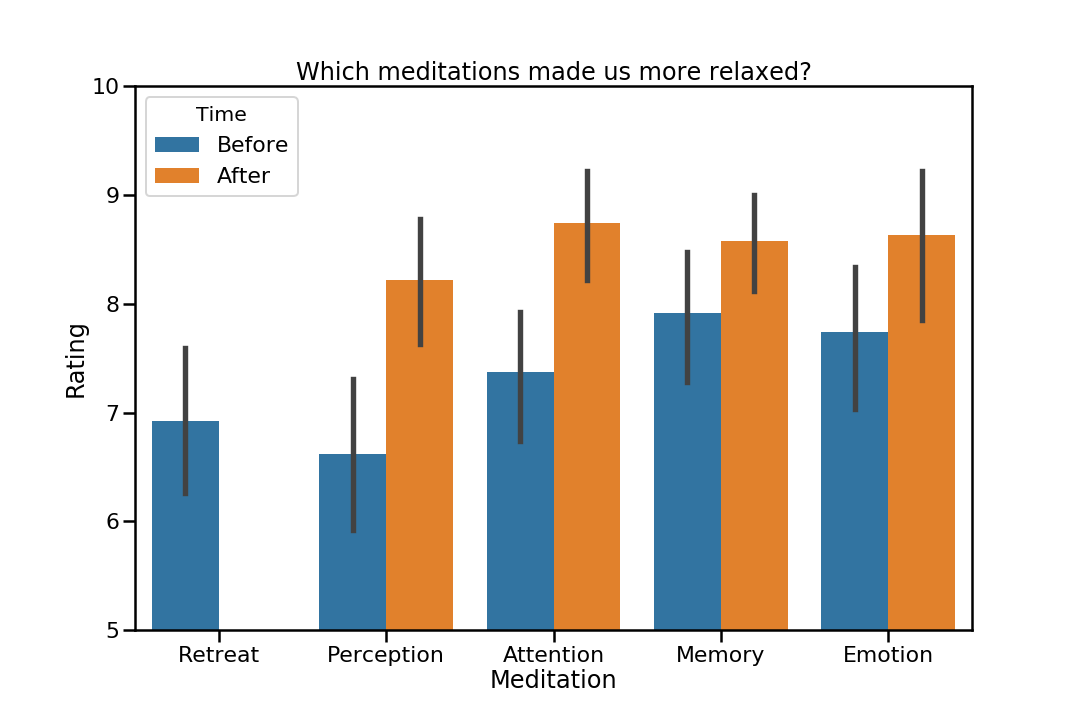 Which meditations made us more relaxed?
Time
Before
After
10
9
8
7
6
5
Rating
Retreat Perception Attention Memory Emotion
Meditation